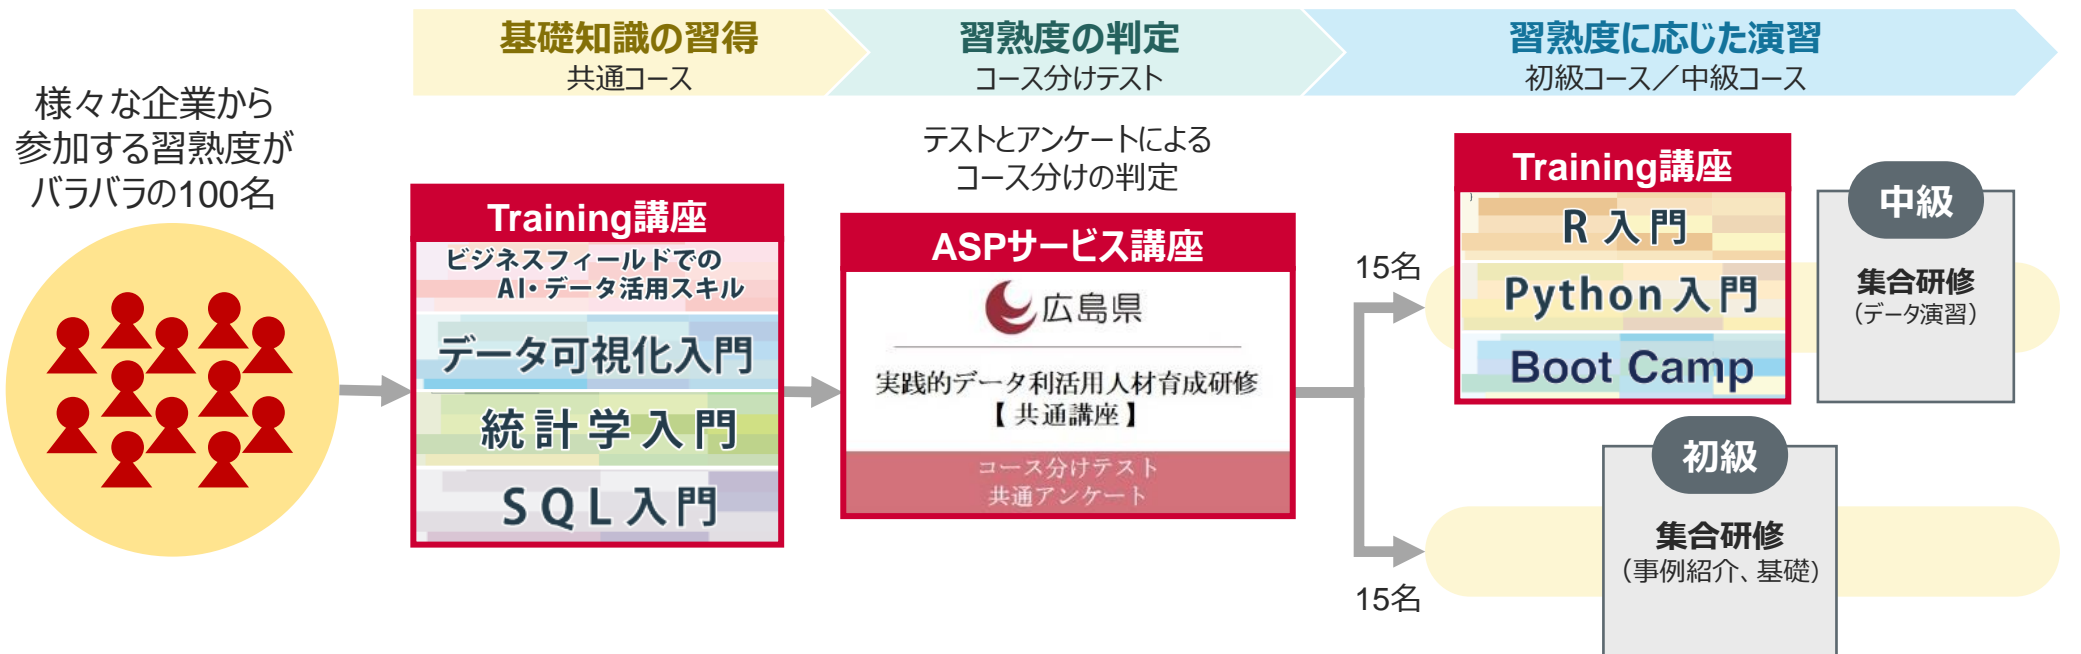 基礎知識の習得
共通コース
習熟度の判定
コース分けテスト
習熟度に応じた演習
初級コース／中級コース
様々な企業から
参加する習熟度が
バラバラの100名
Training講座
ビジネスフィールドでの
AI・データ活用スキル
データ可視化入門
統計学入門
SQL入門
テストとアンケートによる
コース分けの判定
ASPサービス講座
広島県
実践的データ利活用人材育成研修
【共通講座】
コース分けテスト
共通アンケート
15名
Training講座
)
R 入門
Python 入門
Boot Camp
中級
集合研修
（データ演習）
15名
初級
集合研修
（事例紹介、基礎）